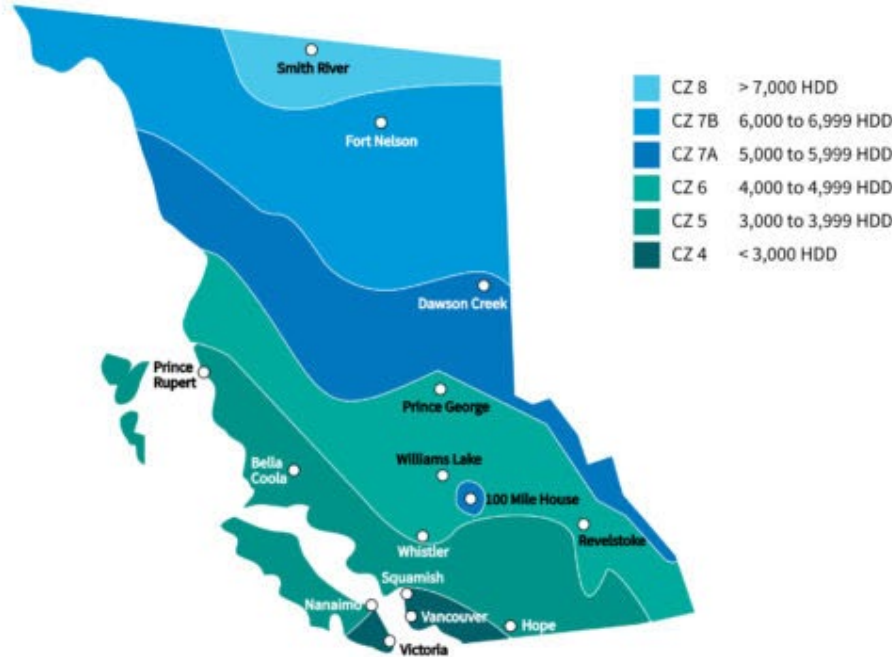 Smith River
Fort Nelson
CZ 8 > 7,000 HDD
CZ 7B 6,000 to 6,999 HDD
CZ 7A 5,000 to 5,999 HDD
CZ 6 4,000 to 4,999 HDD
CZ 5 3,000 to 3,999 HDD
CZ 4 < 3,000 HDD
Dawson Creek
Prince
Rupert
Prince George
Williams Lake
Bella
Coola
100 Mile House
Revelstoke
Whistler
Squamish
Nanaimo
Vancouver
Hope
Victoria